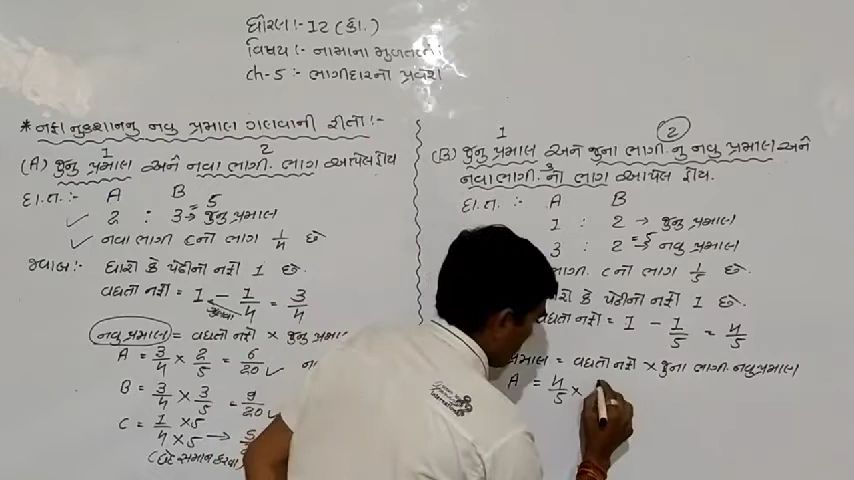 ધોરણ :- 12 (કો.)
વિષય :- નામાના મૂળતત્વો
ch-5 :- ભાગીદારનો પ્રવેશ
* નફા નુકશાનનુ નવુ પ્રમાણ ગણવાની રીતો :-
1 2
(A) જુનુ પ્રમાણ અને નવા ભાગી. ભાગ આપેલ હોય
દા.ત. :- A B
2 : 3 → જુનુ પ્રમાણ = 5
નવા ભાગી C નો ભાગ 1/4 છે
જવાબ :- ધારો કે પેઢીનો નફો 1 છે.
વધતો નફો = 1 - 1/4 = 3/4
નવુ પ્રમાણ = વધતો નફો × જુનુ પ્રમાણ
A = 3/4 × 2/5 = 6/20
B = 3/4 × 3/5 = 9/20
C = 1/4 × 5/5 → 5
(છેદ સમાન કરવા)
1 2
(B) જુનુ પ્રમાણ અને જુના ભાગી. નુ નવુ પ્રમાણ અને
3
નવા ભાગી. નો ભાગ આપેલ હોય.
દા.ત. :- A B
1 : 2 → જુનુ પ્રમાણ
3 : 2 → નવુ પ્રમાણ = 5
ભાગી. C નો ભાગ 1/5 છે.
ધારો કે પેઢીનો નફો 1 છે.
વધતો નફો = 1 - 1/5 = 4/5
પ્રમાણ = વધતો નફો × જુના ભાગી. નવુ પ્રમાણ
A = 4/5 ×